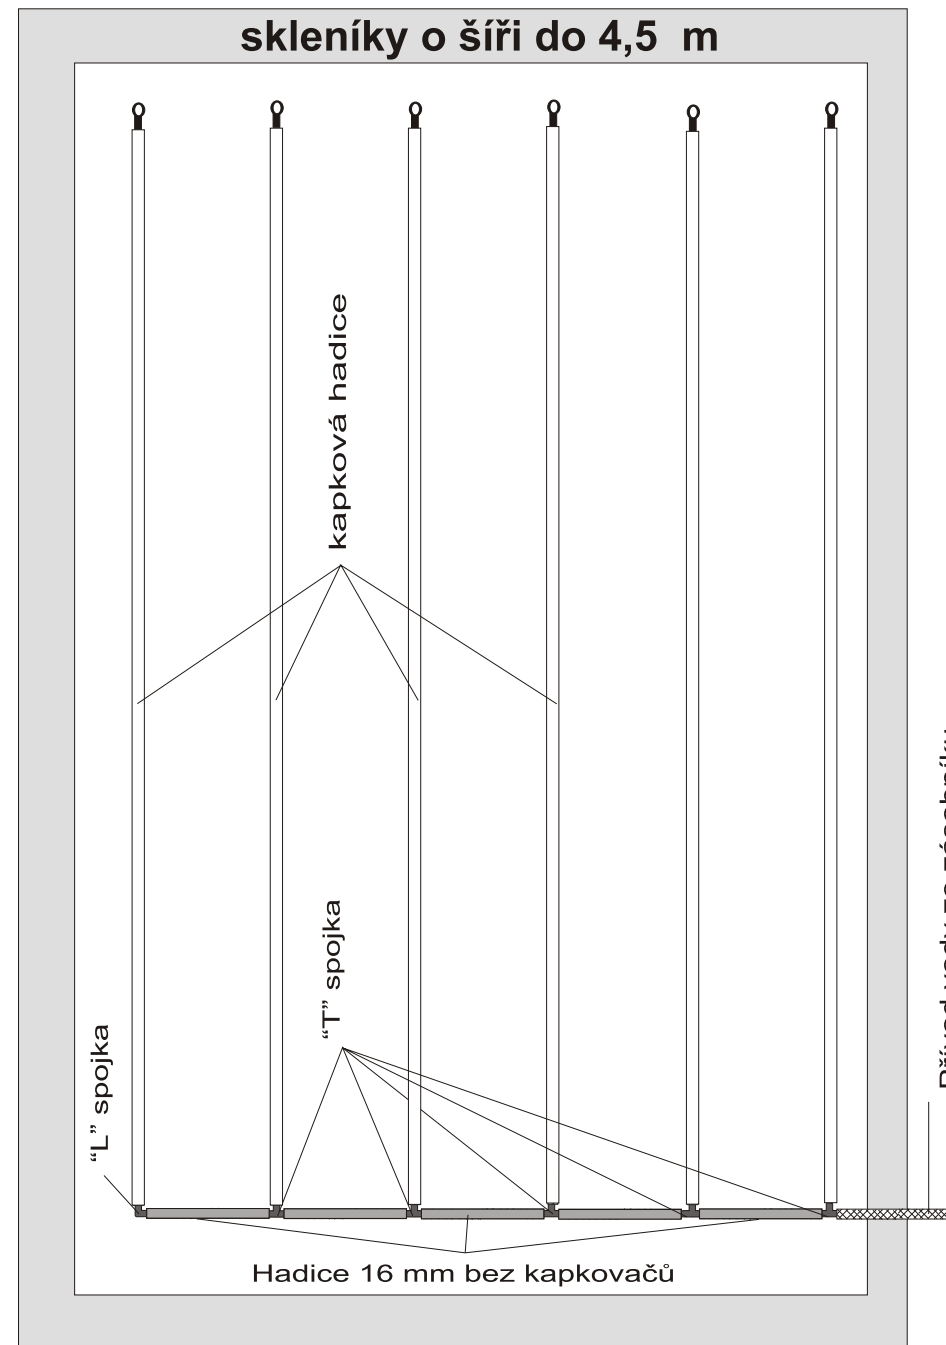 skleníky o šíři do 4,5 m
kapková hadice
“T” spojka
“L” spojka
Hadice 16 mm bez kapkovačů